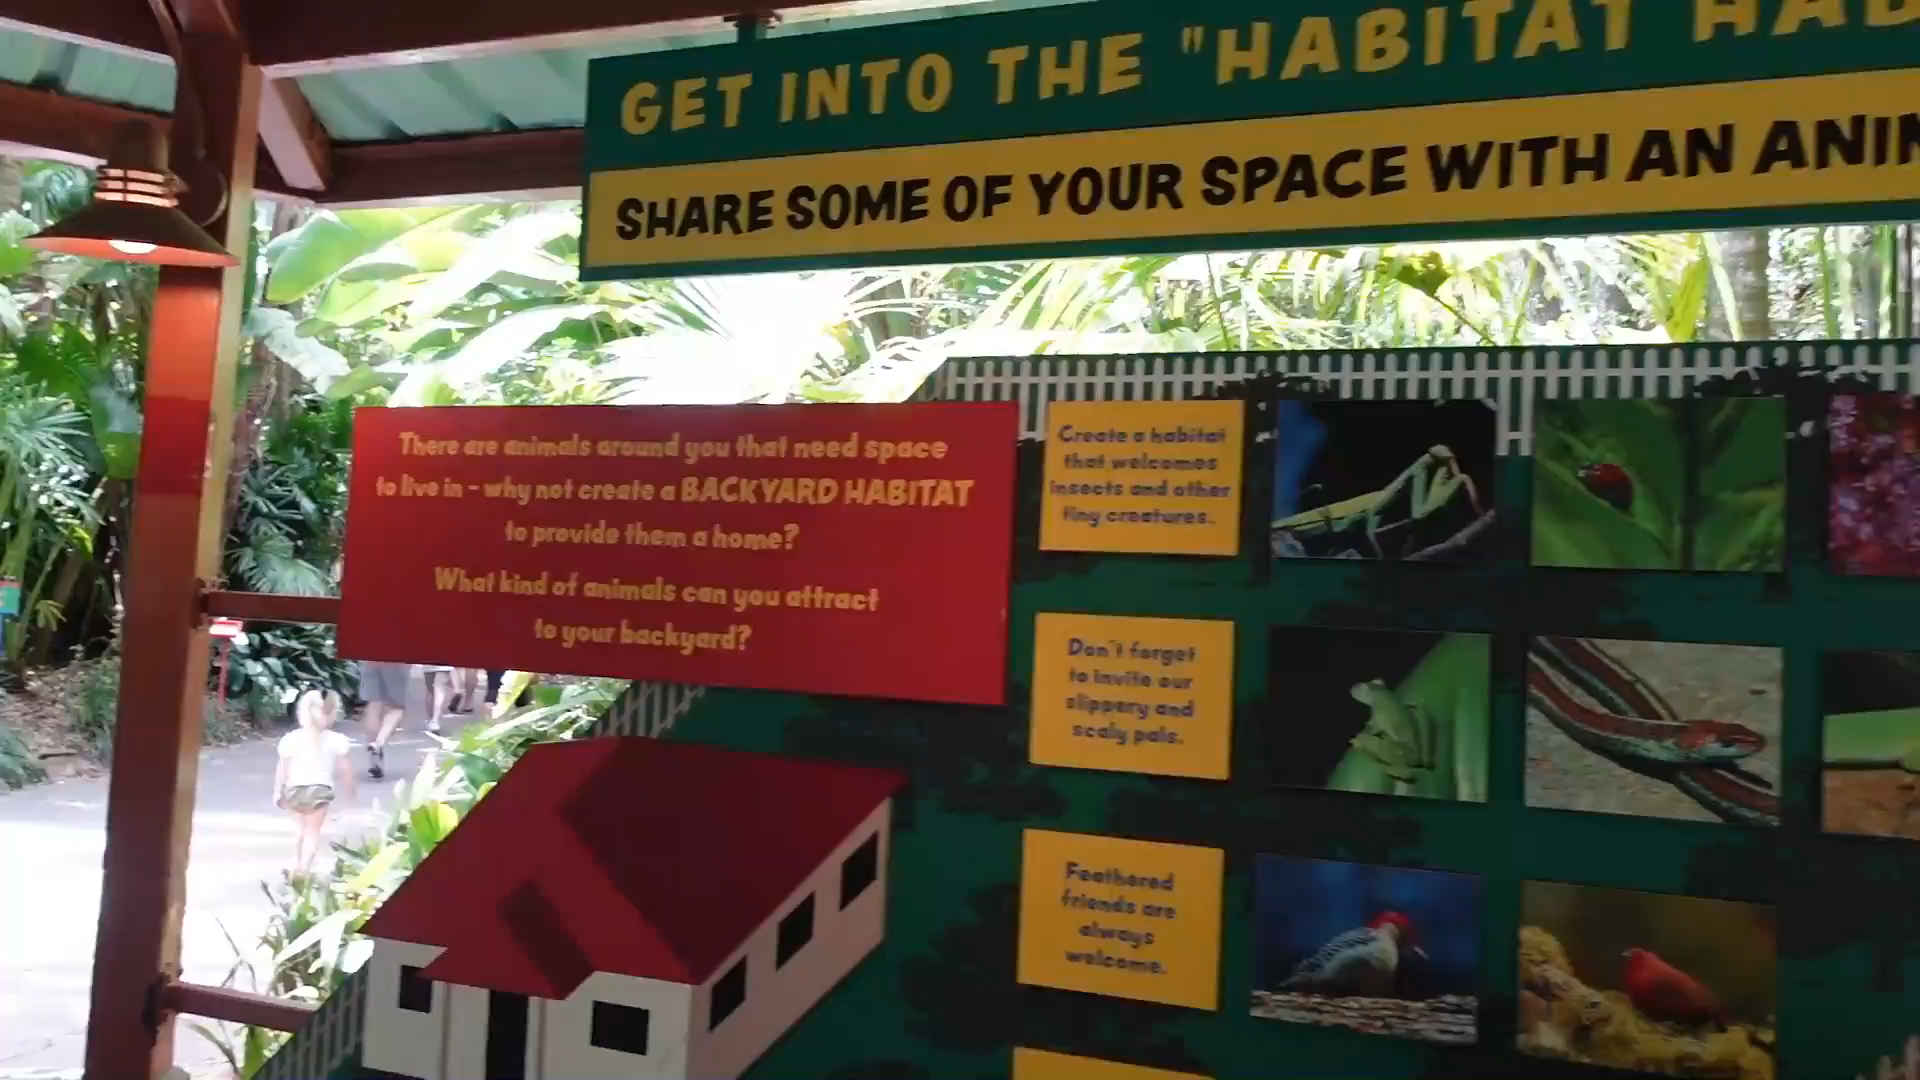 GET INTO THE "HABITAT
SHARE SOME OF YOUR SPACE WITH AN
There are animals around you that need space
to live in - why not create a BACKYARD HABITAT
to provide them a home?
What kind of animals can you attract
to your backyard?
Create a habitat
that welcomes
insects and other
tiny creatures.
Don't forget
to invite our
slippery and
scaly pals.
Feathered
friends are
always
welcome.